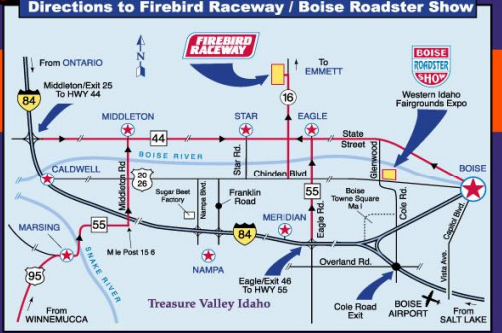 Directions to Firebird Raceway / Boise Roadster Show
From ONTARIO
N
S
FIREBIRD
RACEWAY
To
EMMETT
BOISE
ROADSTER
SHOW
Middleton/Exit 25
To HWY 44
84
16
Western Idaho
Fairgrounds Expo
MIDDLETON
STAR
EAGLE
44
State
Street
BOISE RIVER
Star Rd.
Chinden Blvd.
Glenwood
BOISE
CALDWELL
Middleton Rd
20
26
Sugar Beet
Factory
Nampa Blvd.
Franklin
Road
55
Eagle Rd.
Boise
Towne Square
Mall
Cole Rd.
Capitol Blvd.
MARSING
55
MERIDIAN
84
Mile Post 15 6
SNAKE RIVER
NAMPA
Overland Rd.
Vista Ave.
95
Eagle/Exit 46
To HWY 55
Treasure Valley Idaho
Cole Road
Exit
BOISE
AIRPORT
From
WINNEMUCCA
From
SALT LAKE